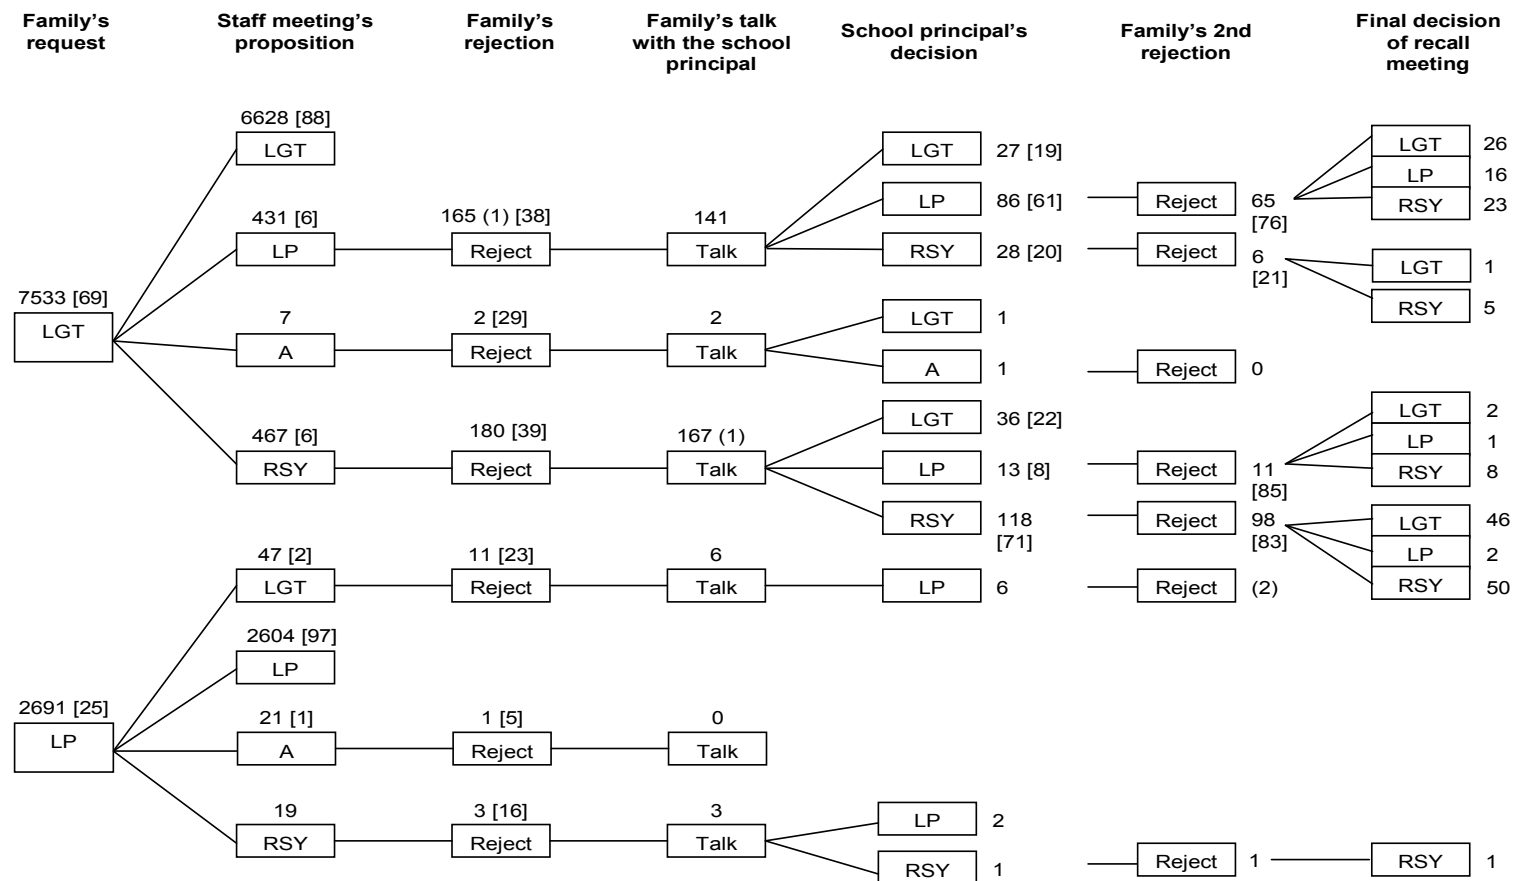 Family's request
Staff meeting's proposition
Family's rejection
Family's talk with the school principal
School principal's decision
Family's 2nd rejection
Final decision of recall meeting
7533 [69]
LGT
6628 [88]
LGT
431 [6]
LP
165 (1) [38]
Reject
141
Talk
LGT 27 [19]
LP 86 [61]
Reject 65 [76]
LGT 26
LP 16
RSY 23
RSY 28 [20]
Reject 6 [21]
LGT 1
RSY 5
7
A
2 [29]
Reject
2
Talk
LGT 1
A 1
Reject 0
467 [6]
RSY
180 [39]
Reject
167 (1)
Talk
LGT 36 [22]
LP 13 [8]
Reject 11 [85]
LGT 2
LP 1
RSY 8
RSY 118 [71]
Reject 98 [83]
LGT 46
LP 2
RSY 50
2691 [25]
LP
47 [2]
LGT
11 [23]
Reject
6
Talk
LP 6
Reject (2)
2604 [97]
LP
21 [1]
A
1 [5]
Reject
0
Talk
19
RSY
3 [16]
Reject
3
Talk
LP 2
RSY 1
Reject 1
RSY 1